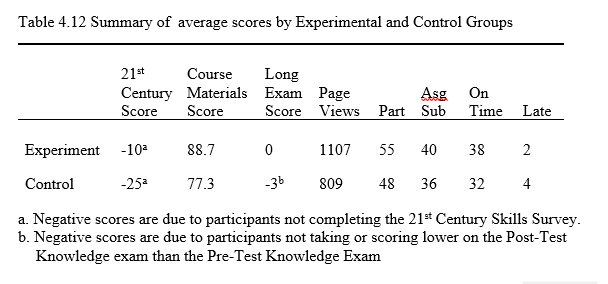 Table 4.12 Summary of average scores by Experimental and Control Groups
21st Century Score Course Materials Score Long Exam Score Page Views Part Asg Sub On Time Late
Experiment -10a 88.7 0 1107 55 40 38 2
Control -25a 77.3 -3b 809 48 36 32 4
a. Negative scores are due to participants not completing the 21st Century Skills Survey.
b. Negative scores are due to participants not taking or scoring lower on the Post-Test
Knowledge exam than the Pre-Test Knowledge Exam